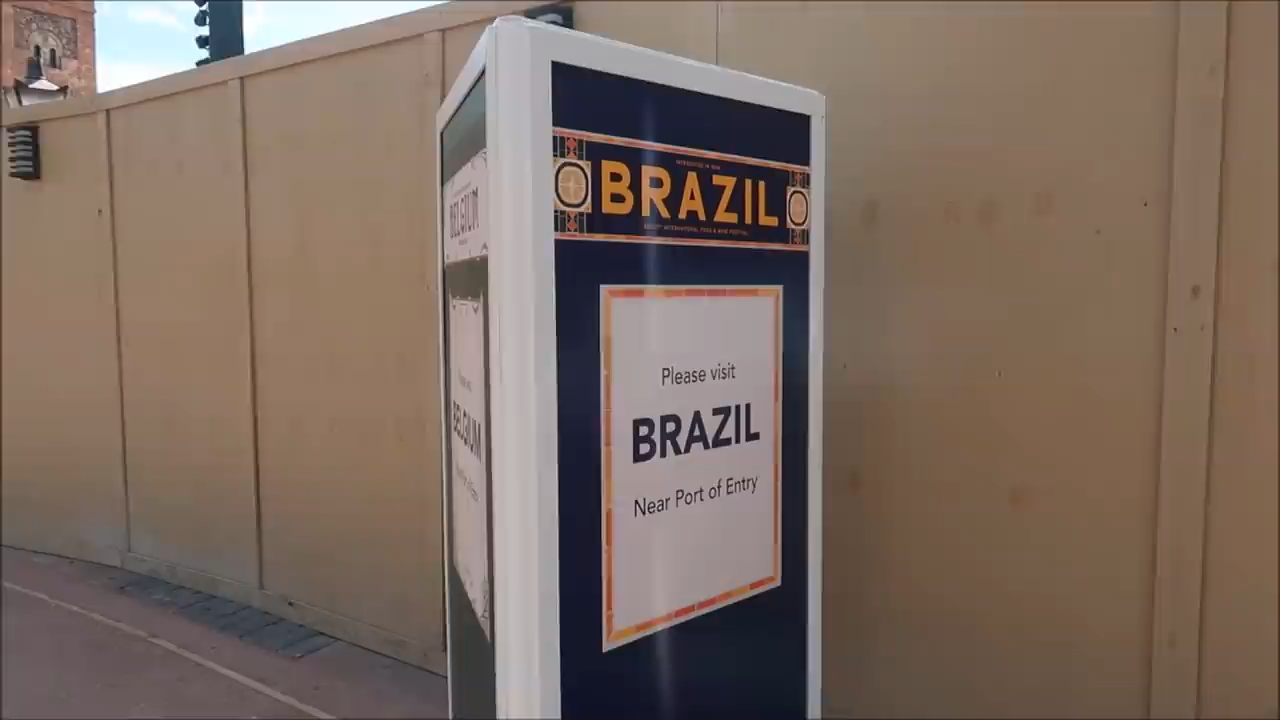 BELGIUM
BELGIUM
BRAZIL
Please visit
BRAZIL
Near Port of Entry